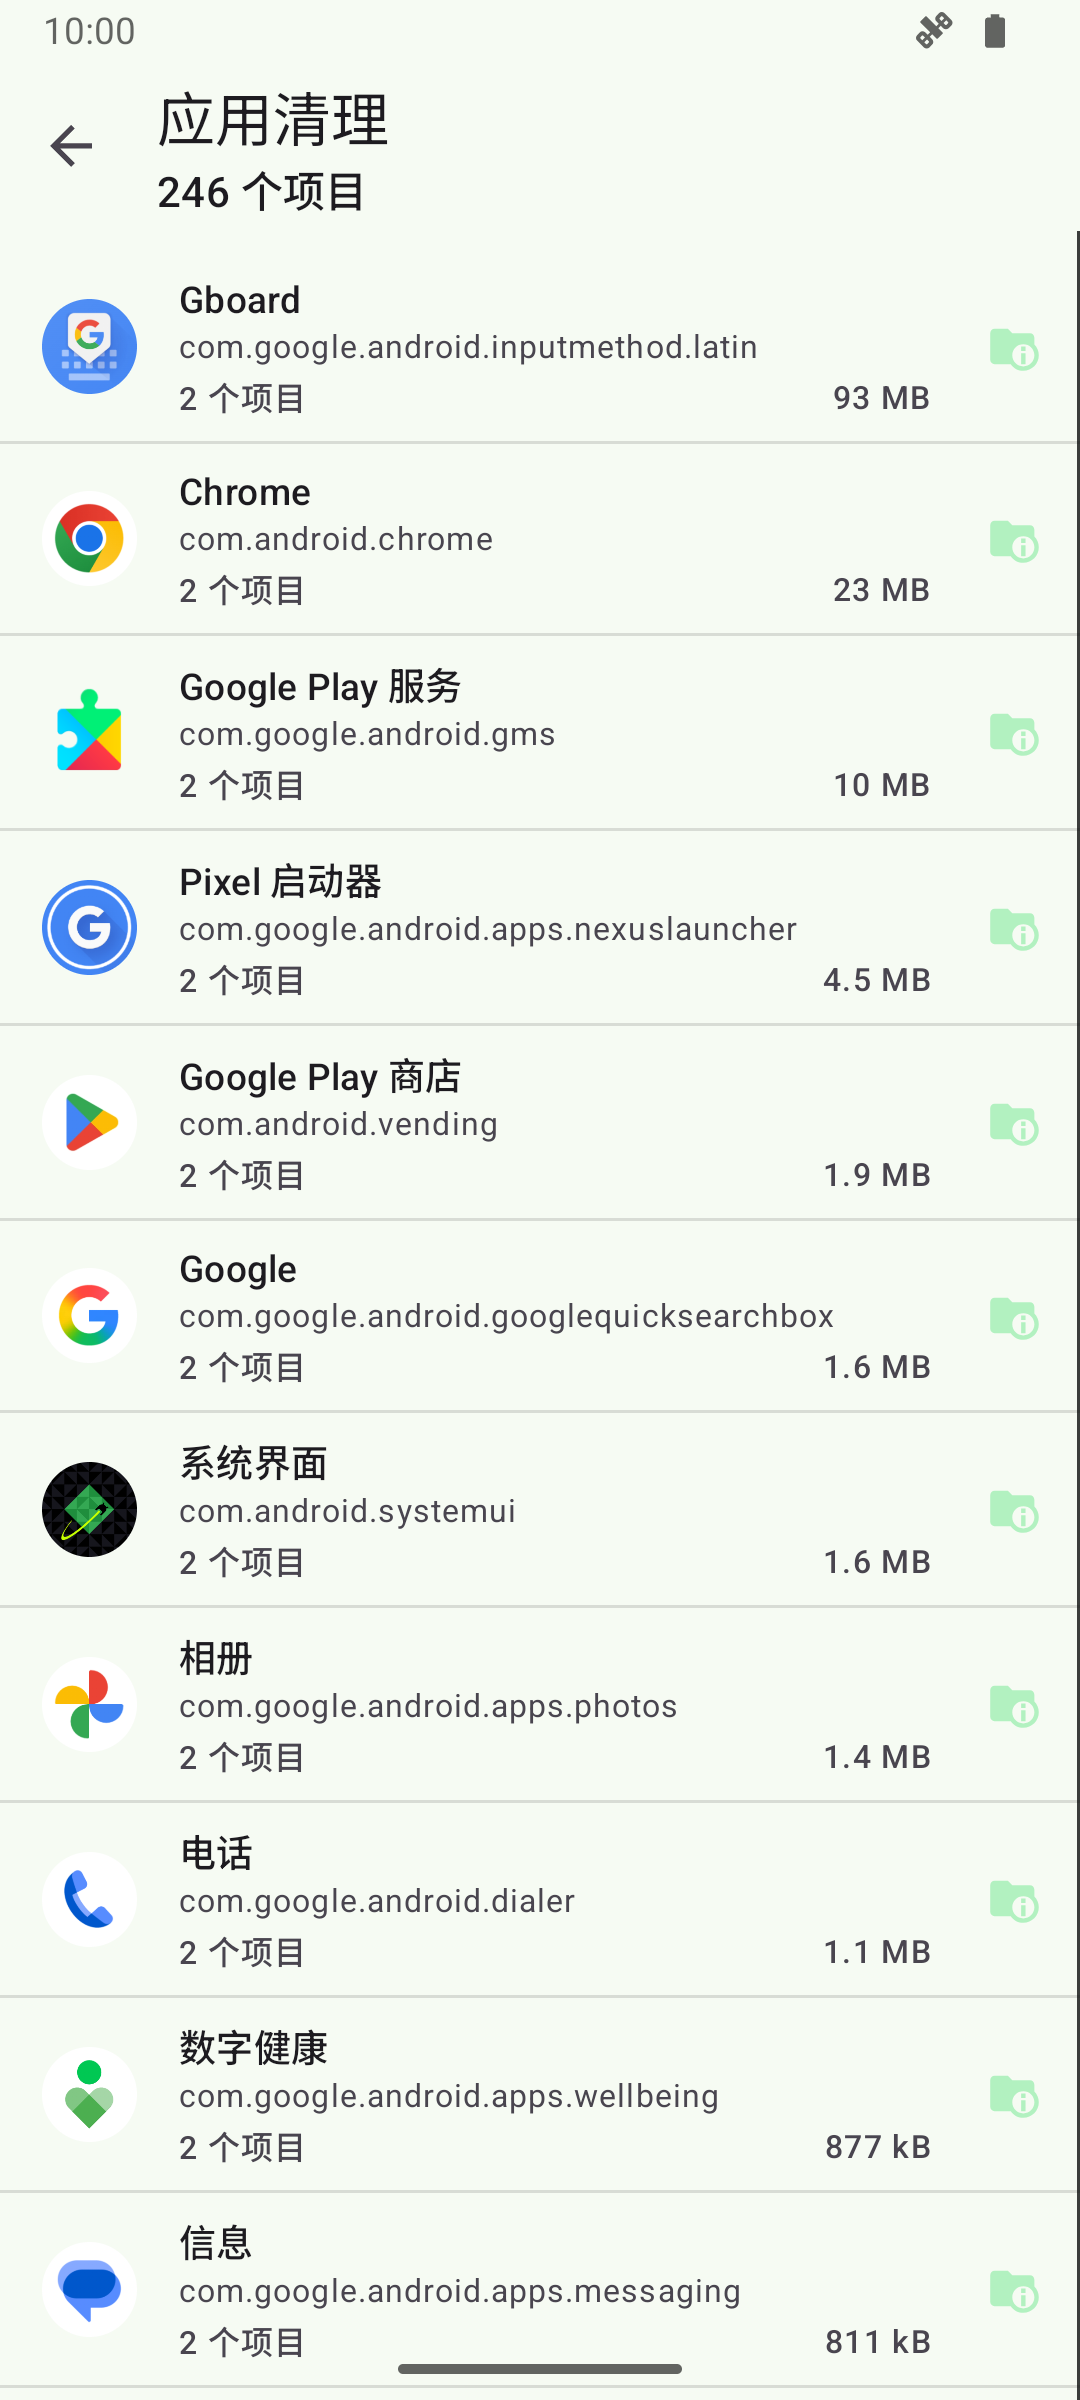 10:00
应用清理
246 个项目
Gboard
com.google.android.inputmethod.latin
2 个项目
93 MB
Chrome
com.android.chrome
2 个项目
23 MB
Google Play 服务
com.google.android.gms
2 个项目
10 MB
Pixel 启动器
com.google.android.apps.nexuslauncher
2 个项目
4.5 MB
Google Play 商店
com.android.vending
2 个项目
1.9 MB
Google
com.google.android.googlequicksearchbox
2 个项目
1.6 MB
系统界面
com.android.systemui
2 个项目
1.6 MB
相册
com.google.android.apps.photos
2 个项目
1.4 MB
电话
com.google.android.dialer
2 个项目
1.1 MB
数字健康
com.google.android.apps.wellbeing
2 个项目
877 kB
信息
com.google.android.apps.messaging
2 个项目
811 kB